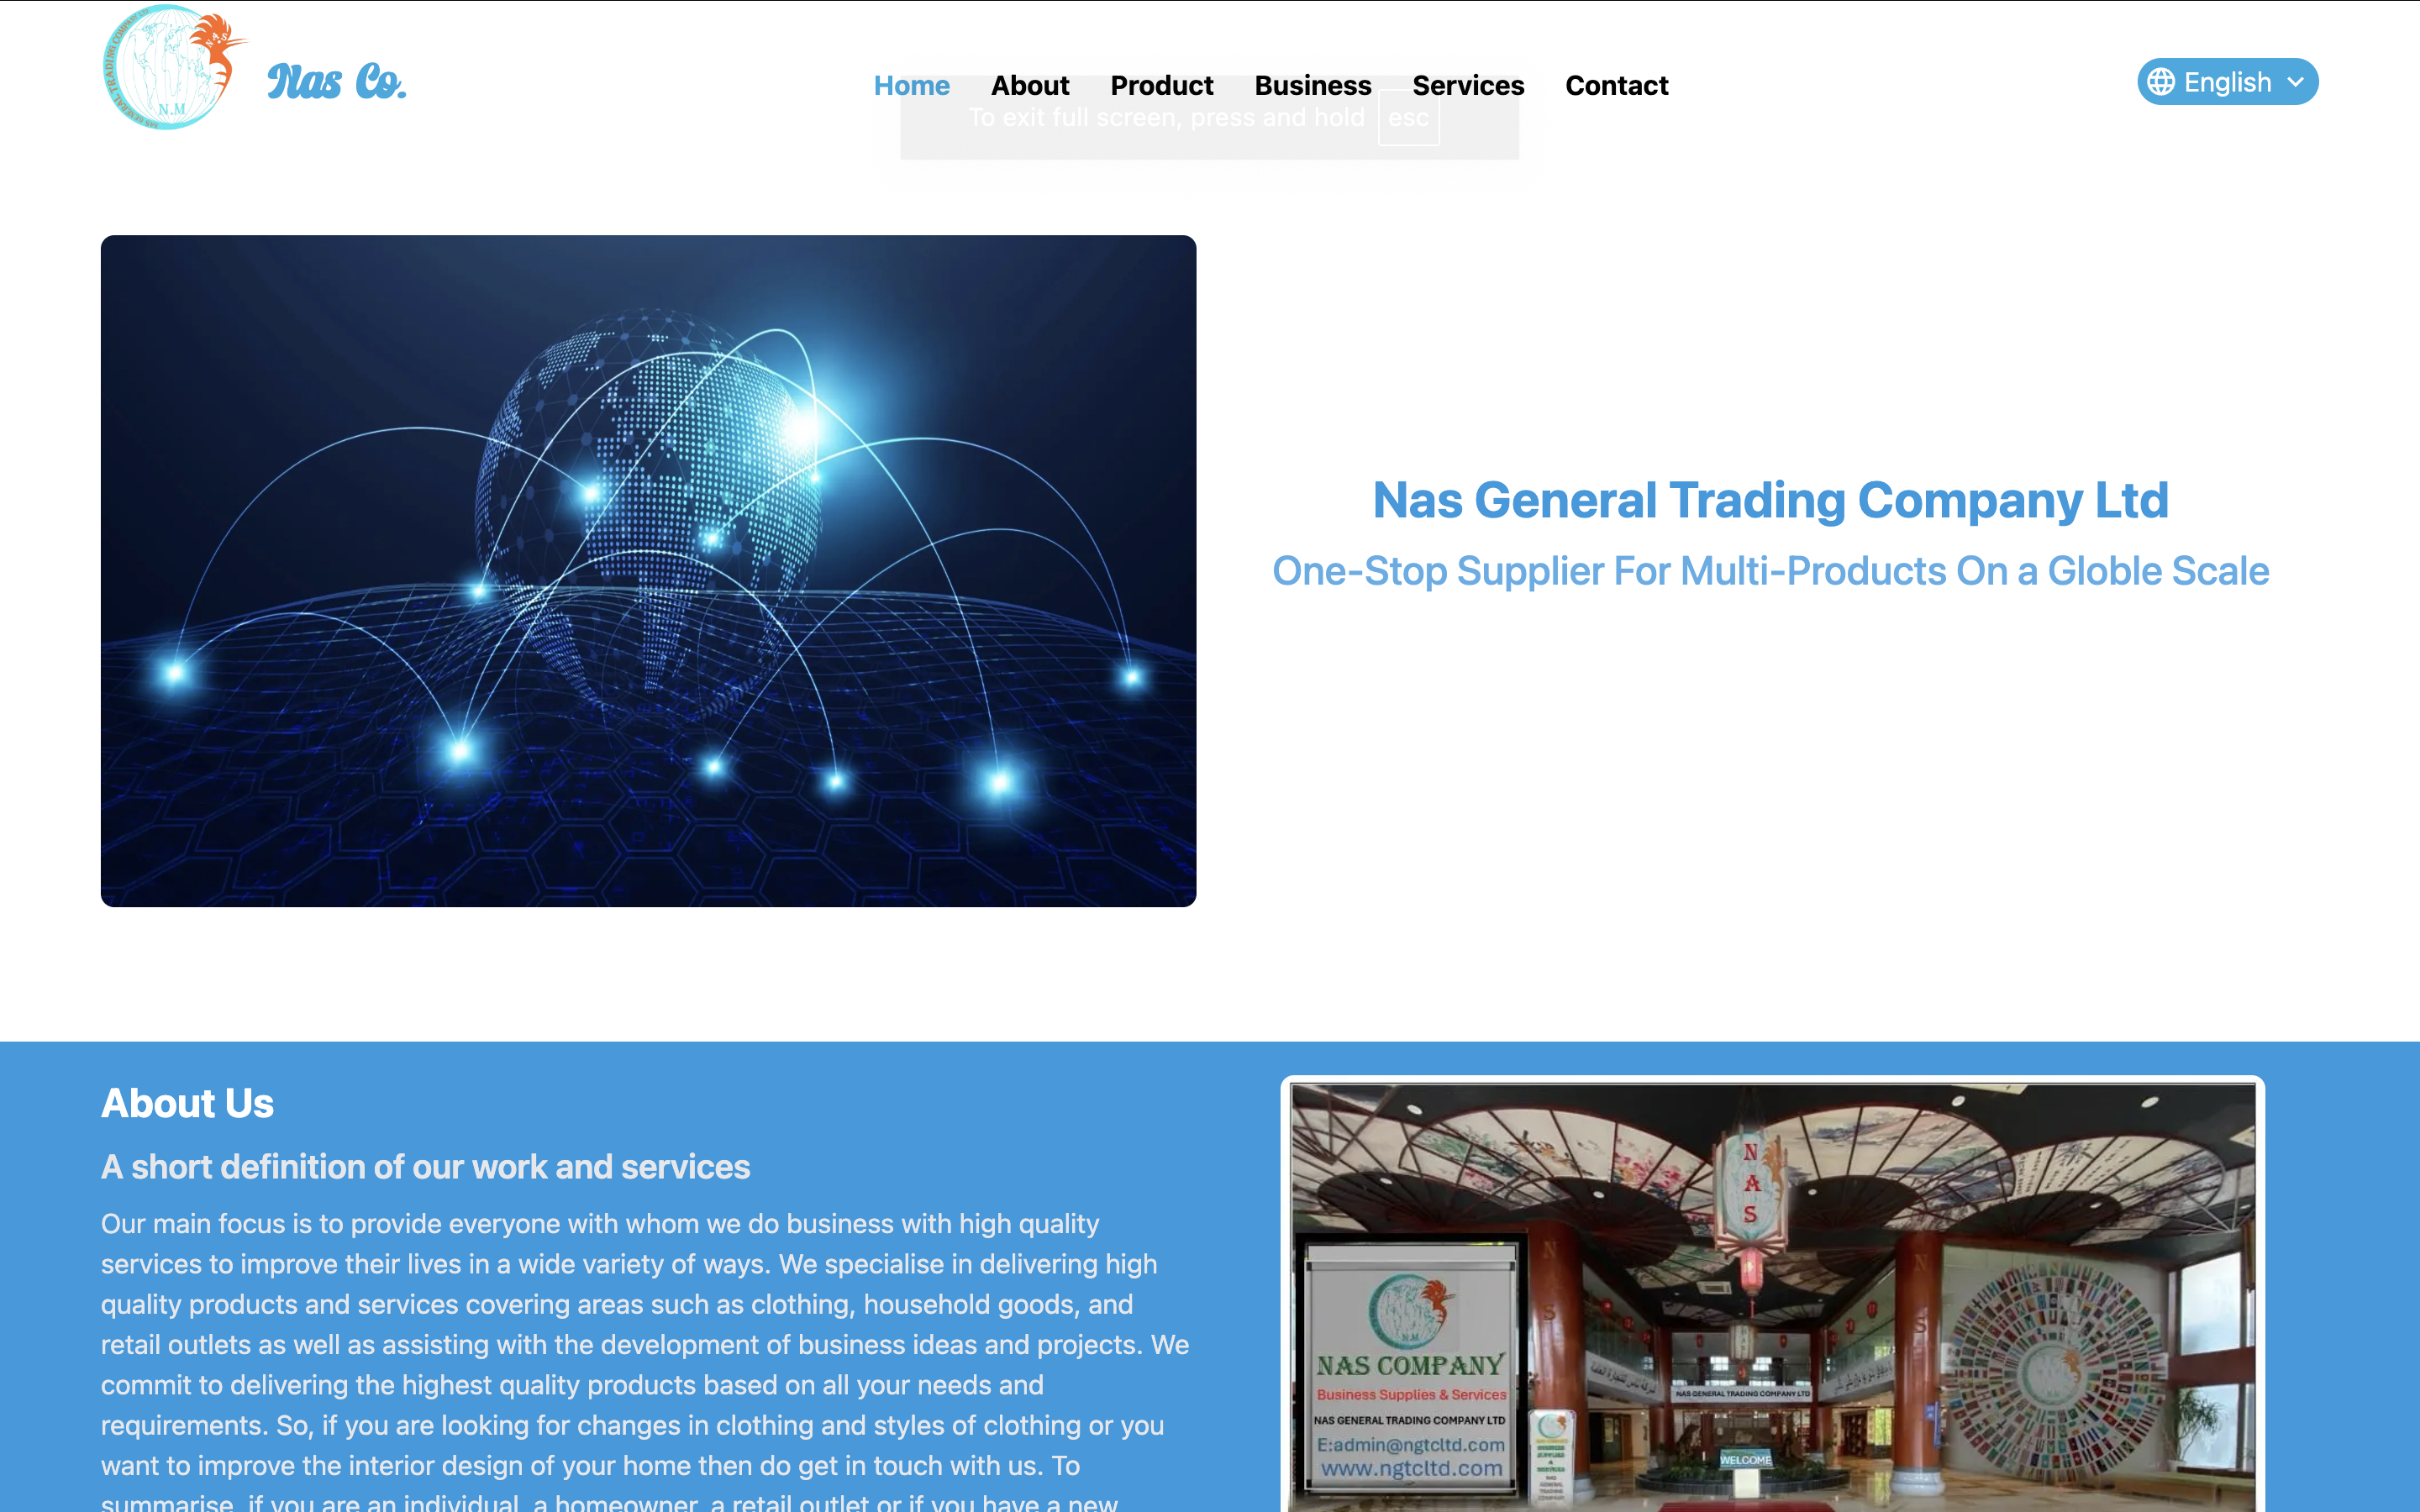 NAS GENERAL TRADING COMPANY LTD
N.A.S
N.M
Nas Co.
Home About Product Business Services Contact
English
To exit full screen, press and hold esc
Nas General Trading Company Ltd
One-Stop Supplier For Multi-Products On a Globle Scale
About Us
A short definition of our work and services
Our main focus is to provide everyone with whom we do business with high quality
services to improve their lives in a wide variety of ways. We specialise in delivering high
quality products and services covering areas such as clothing, household goods, and
retail outlets as well as assisting with the development of business ideas and projects. We
commit to delivering the highest quality products based on all your needs and
requirements. So, if you are looking for changes in clothing and styles of clothing or you
want to improve the interior design of your home then do get in touch with us. To
summarise, if you are an individual, a homeowner, a retail outlet or if you have a new
N
A
S
N
S
N
S
N.M
NAS COMPANY
Business Supplies & Services
NAS GENERAL TRADING COMPANY LTD
E:admin@ngtcltd.com
www.ngtcltd.com
NAS GENERAL TRADING COMPANY LTD
WELCOME